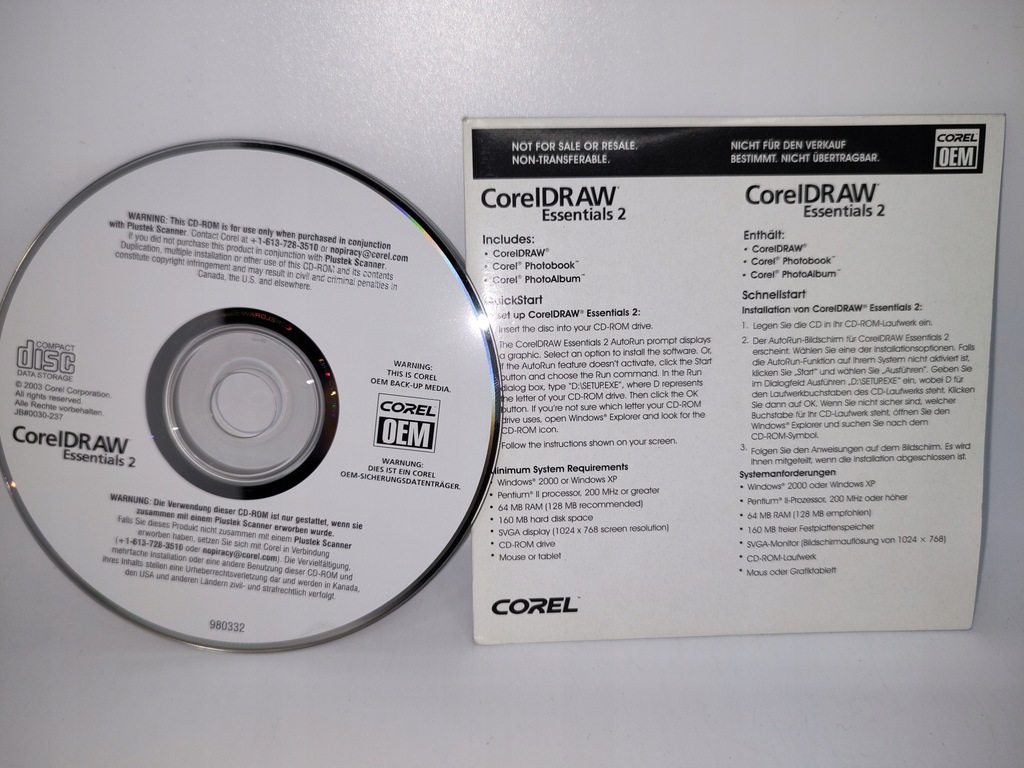 WARNING: This CD-ROM is for use only when purchased in conjunction
with Plustek Scanner. Contact Corel at +1-613-728-3510 or nopiracy@corel.com
If you did not purchase this product in conjunction with Plustek Scanner.
Duplication, multiple installation or other use of this CD-ROM and its contents
constitute copyright infringement and may result in civil and criminal penalties in
Canada, the U.S. and elsewhere.
COMPACT
disc
DATA STORAGE
© 2003 Corel Corporation.
All rights reserved.
Alle Rechte vorbehalten.
JB#0030-237
CorelDRAW
Essentials 2
WARNING:
THIS IS COREL
OEM BACK-UP MEDIA.
COREL
OEM
WARNUNG:
DIES IST EIN COREL
OEM-SICHERUNGSDATENTRÄGER.
WARNUNG: Die Verwendung dieser CD-ROM ist nur gestattet, wenn sie
zusammen mit einem Plustek Scanner erworben wurde.
Falls Sie dieses Produkt nicht zusammen mit einem Plustek Scanner
erworben haben, setzen Sie sich mit Corel in Verbindung
(+1-613-728-3510 oder nopiracy@corel.com). Die Vervielfältigung,
mehrfache Installation oder eine andere Benutzung dieser CD-ROM und
ihres Inhalts stellen eine Urheberrechtsverletzung dar und werden in Kanada,
den USA und anderen Ländern zivil- und strafrechtlich verfolgt.
980332
NOT FOR SALE OR RESALE.
NON-TRANSFERABLE.
NICHT FÜR DEN VERKAUF
BESTIMMT. NICHT ÜBERTRAGBAR.
COREL
OEM
CorelDRAW®
Essentials 2
Includes:
• CorelDRAW®
• Corel® Photobook™
• Corel® PhotoAlbum™
QuickStart
set up CorelDRAW® Essentials 2:
Insert the disc into your CD-ROM drive.
The CorelDRAW Essentials 2 AutoRun prompt displays
a graphic. Select an option to install the software. Or,
if the AutoRun feature doesn't activate, click the Start
button and choose the Run command. In the Run
dialog box, type "D:\SETUP.EXE", where D represents
the letter of your CD-ROM drive. Then click the OK
button. If you're not sure which letter your CD-ROM
drive uses, open Windows® Explorer and look for the
CD-ROM icon.
Follow the instructions shown on your screen.
Minimum System Requirements
• Windows® 2000 or Windows XP
• Pentium® II processor, 200 MHz or greater
• 64 MB RAM (128 MB recommended)
• 160 MB hard disk space
• SVGA display (1024 x 768 screen resolution)
• CD-ROM drive
• Mouse or tablet
COREL™
CorelDRAW®
Essentials 2
Enthält:
• CorelDRAW®
• Corel® Photobook™
• Corel® PhotoAlbum™
Schnellstart
Installation von CorelDRAW® Essentials 2:
1. Legen Sie die CD in Ihr CD-ROM-Laufwerk ein.
2. Der AutoRun-Bildschirm für CorelDRAW Essentials 2
erscheint. Wählen Sie eine der Installationsoptionen. Falls
die AutoRun-Funktion auf Ihrem System nicht aktiviert ist,
klicken Sie „Start" und wählen Sie „Ausführen". Geben Sie
im Dialogfeld Ausführen „D:\SETUP.EXE" ein, wobei D für
den Laufwerkbuchstaben des CD-Laufwerks steht. Klicken
Sie dann auf OK. Wenn Sie nicht sicher sind, welcher
Buchstabe für Ihr CD-Laufwerk steht, öffnen Sie den
Windows® Explorer und suchen Sie nach dem
CD-ROM-Symbol.
3. Folgen Sie den Anweisungen auf dem Bildschirm. Es wird
Ihnen mitgeteilt, wenn die Installation abgeschlossen ist.
Systemanforderungen
• Windows® 2000 oder Windows XP
• Pentium® II-Prozessor, 200 MHz oder höher
• 64 MB RAM (128 MB empfohlen)
• 160 MB freier Festplattenspeicher
• SVGA-Monitor (Bildschirmauflösung von 1024 × 768)
• CD-ROM-Laufwerk
• Maus oder Grafiktablett